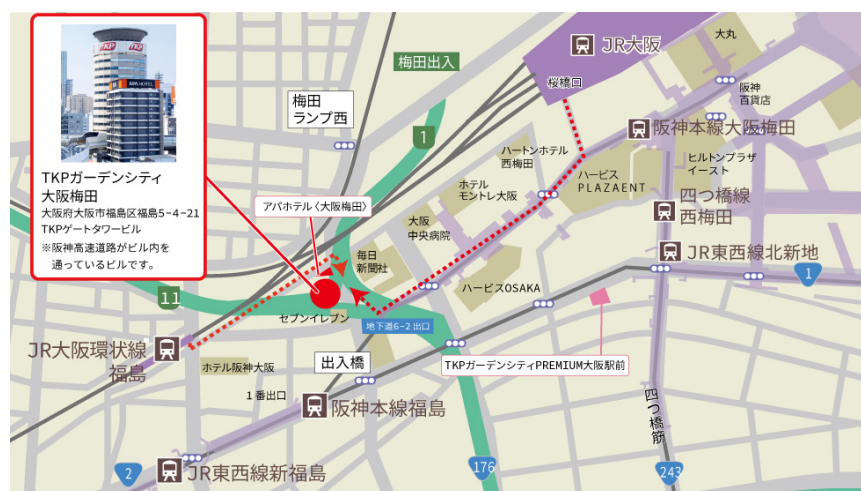 TKP
APA HOTEL
TKPガーデンシティ
大阪梅田
大阪府大阪市福島区福島5-4-21
TKPゲートタワービル
※阪神高速道路がビル内を
通っているビルです。
梅田出入
梅田
ランプ西
1
JR大阪
桜橋口
大丸
阪神
百貨店
阪神本線大阪梅田
ハートンホテル
西梅田
ハービス
PLAZAENT
ヒルトンプラザ
イースト
ホテル
モントレ大阪
四つ橋線
西梅田
アパホテル〈大阪梅田〉
大阪
中央病院
毎日
新聞社
JR東西線北新地
1
ハービスOSAKA
11
セブンイレブン
地下道6-2出口
JR大阪環状線
福島
ホテル阪神大阪
出入橋
TKPガーデンシティPREMIUM大阪駅前
1番出口
阪神本線福島
四つ橋筋
2
JR東西線新福島
176
243